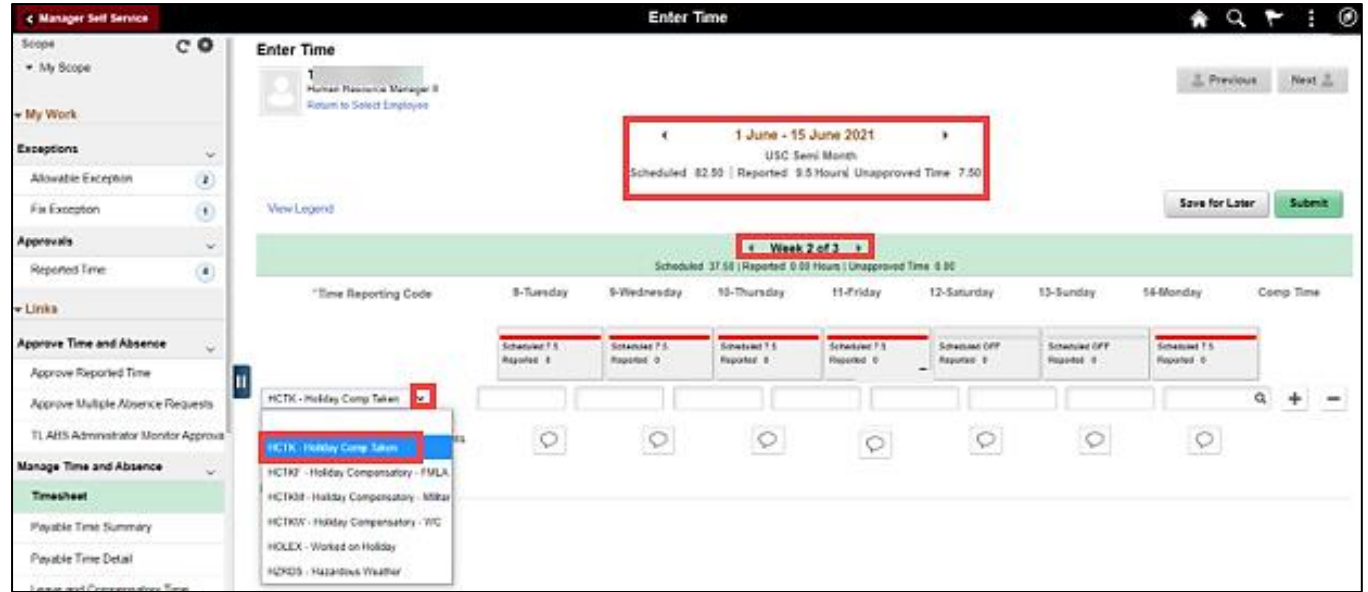 Manager Self Service
Enter Time
Scope
My Scope
My Work
Exceptions
Allowable Exception 2
Fix Exception 1
Approvals
Reported Time 4
Links
Approve Time and Absence
Approve Reported Time
Approve Multiple Absence Requests
TL ABS Administrator Monitor Approva
Manage Time and Absence
Timesheet
Payable Time Summary
Payable Time Detail
Leave and Compensatory Time
Enter Time
1
Human Resource Manager II
Return to Select Employee
Previous
Next
1 June - 15 June 2021
USC Semi Month
Scheduled 82.50 | Reported 9.5 Hours| Unapproved Time 7.50
View Legend
Save for Later
Submit
Week 2 of 3
Scheduled 37.50 | Reported 0.00 Hours | Unapproved Time 0.00
*Time Reporting Code
8-Tuesday
9-Wednesday
10-Thursday
11-Friday
12-Saturday
13-Sunday
14-Monday
Comp Time
Scheduled 7.5
Reported 0
Scheduled 7.5
Reported 0
Scheduled 7.5
Reported 0
Scheduled 7.5
Reported 0
Scheduled OFF
Reported 0
Scheduled OFF
Reported 0
Scheduled 7.5
Reported 0
HCTK - Holiday Comp Taken
HCTK - Holiday Comp Taken
HCTKF - Holiday Compensatory - FMLA
HCTKM - Holiday Compensatory - Militar
HCTKW - Holiday Compensatory - WC
HOLEX - Worked on Holiday
HZRDS - Hazardous Weather